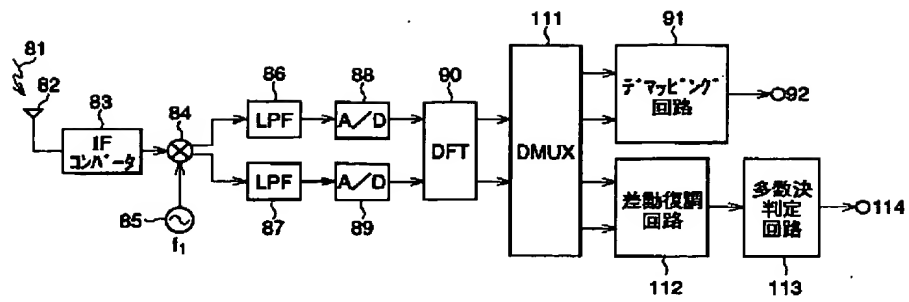 81
82
83
IF
コンバータ
84
85
f1
86
LPF
87
LPF
88
A/D
89
A/D
90
DFT
111
DMUX
91
デマッピング
回路
92
差動復調
回路
112
多数決
判定
回路
113
114